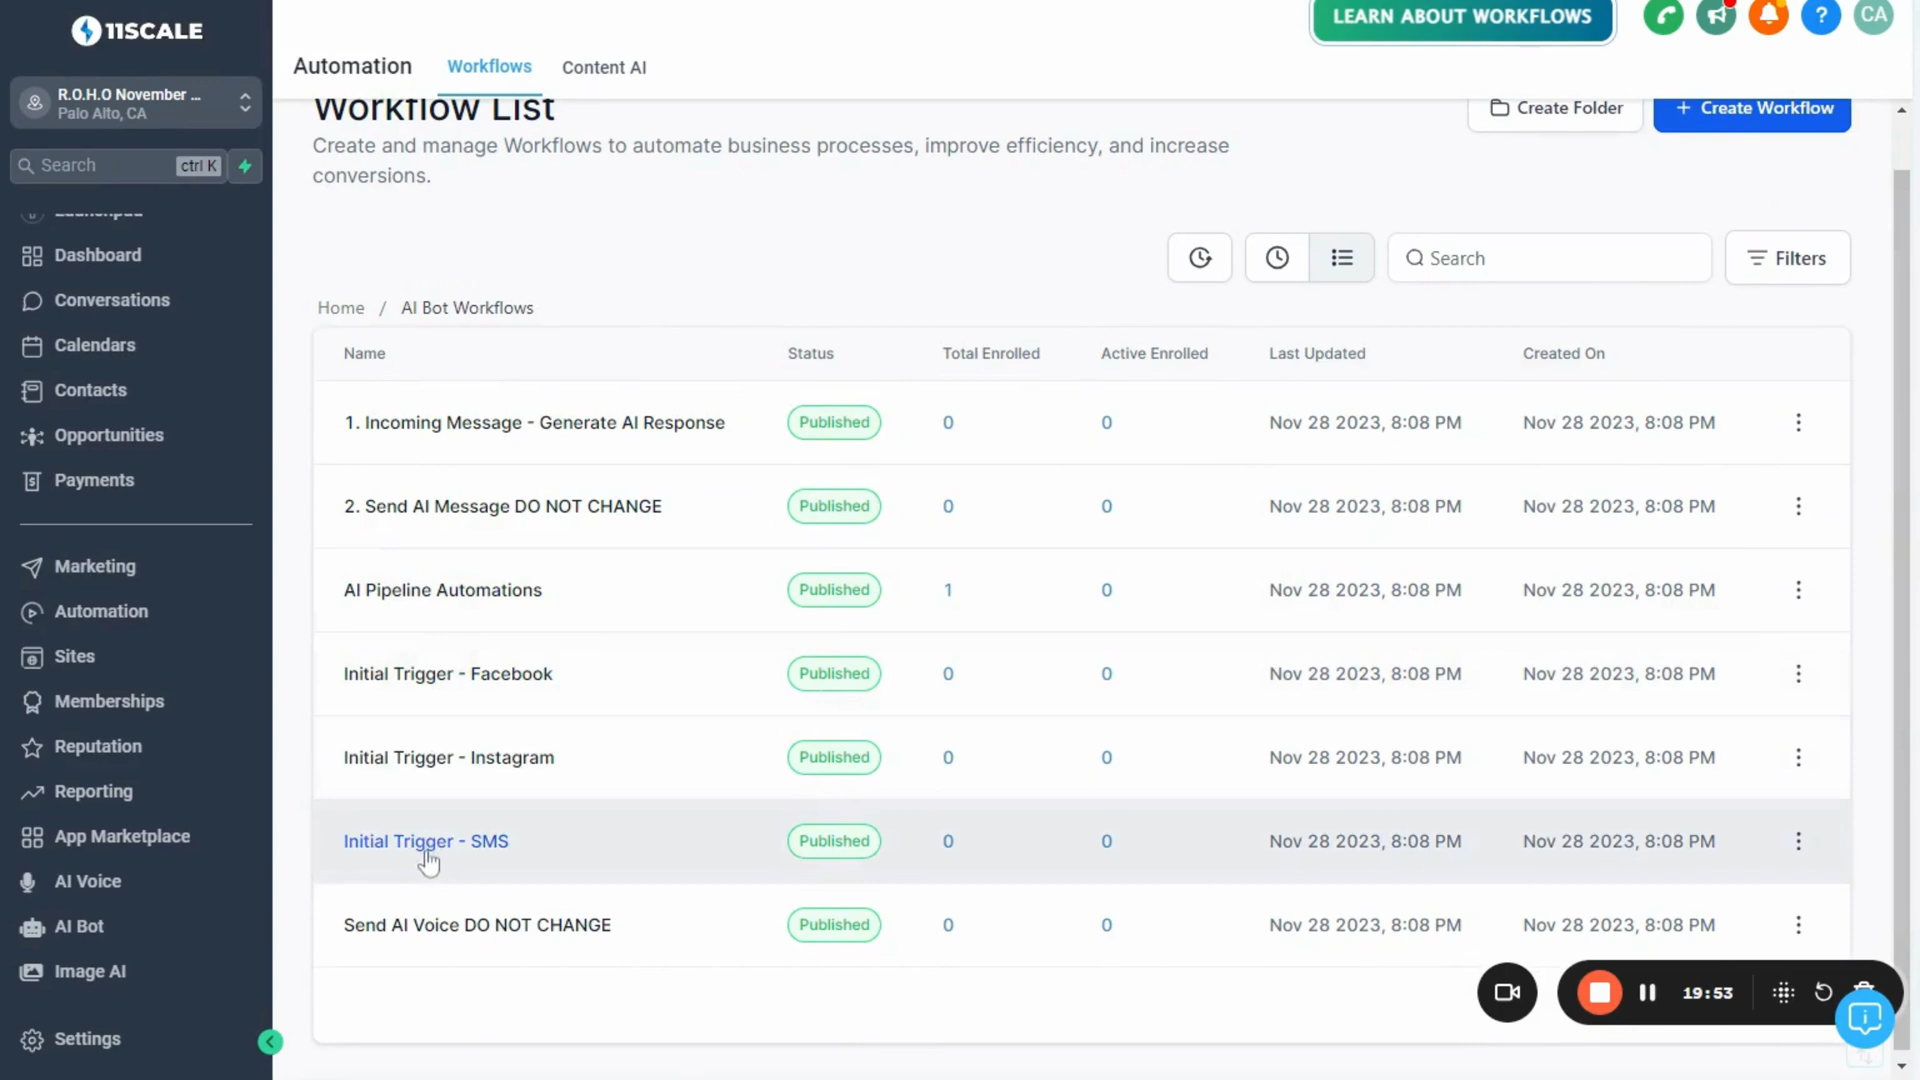 11SCALE
R.O.H.O November ...
Palo Alto, CA
Search
ctrl K
Launchpad
Dashboard
Conversations
Calendars
Contacts
Opportunities
Payments
Marketing
Automation
Sites
Memberships
Reputation
Reporting
App Marketplace
AI Voice
AI Bot
Image AI
Settings
LEARN ABOUT WORKFLOWS
CA
Automation
Workflows
Content AI
Workflow List
Create and manage Workflows to automate business processes, improve efficiency, and increase
conversions.
Create Folder
+ Create Workflow
Search
Filters
Home / AI Bot Workflows
Name Status Total Enrolled Active Enrolled Last Updated Created On
1. Incoming Message - Generate AI Response Published 0 0 Nov 28 2023, 8:08 PM Nov 28 2023, 8:08 PM
2. Send AI Message DO NOT CHANGE Published 0 0 Nov 28 2023, 8:08 PM Nov 28 2023, 8:08 PM
AI Pipeline Automations Published 1 0 Nov 28 2023, 8:08 PM Nov 28 2023, 8:08 PM
Initial Trigger - Facebook Published 0 0 Nov 28 2023, 8:08 PM Nov 28 2023, 8:08 PM
Initial Trigger - Instagram Published 0 0 Nov 28 2023, 8:08 PM Nov 28 2023, 8:08 PM
Initial Trigger - SMS Published 0 0 Nov 28 2023, 8:08 PM Nov 28 2023, 8:08 PM
Send AI Voice DO NOT CHANGE Published 0 0 Nov 28 2023, 8:08 PM Nov 28 2023, 8:08 PM
19:53